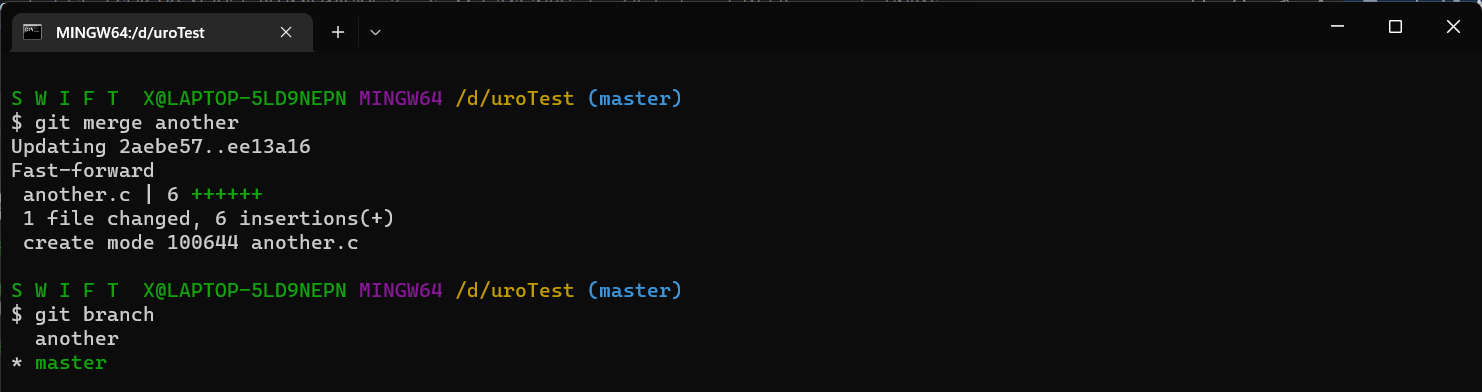 MINGW64:/d/uroTest
S W I F T  X@LAPTOP-5LD9NEPN MINGW64 /d/uroTest (master)
$ git merge another
Updating 2aebe57..ee13a16
Fast-forward
 another.c | 6 ++++++
 1 file changed, 6 insertions(+)
 create mode 100644 another.c
S W I F T  X@LAPTOP-5LD9NEPN MINGW64 /d/uroTest (master)
$ git branch
  another
* master